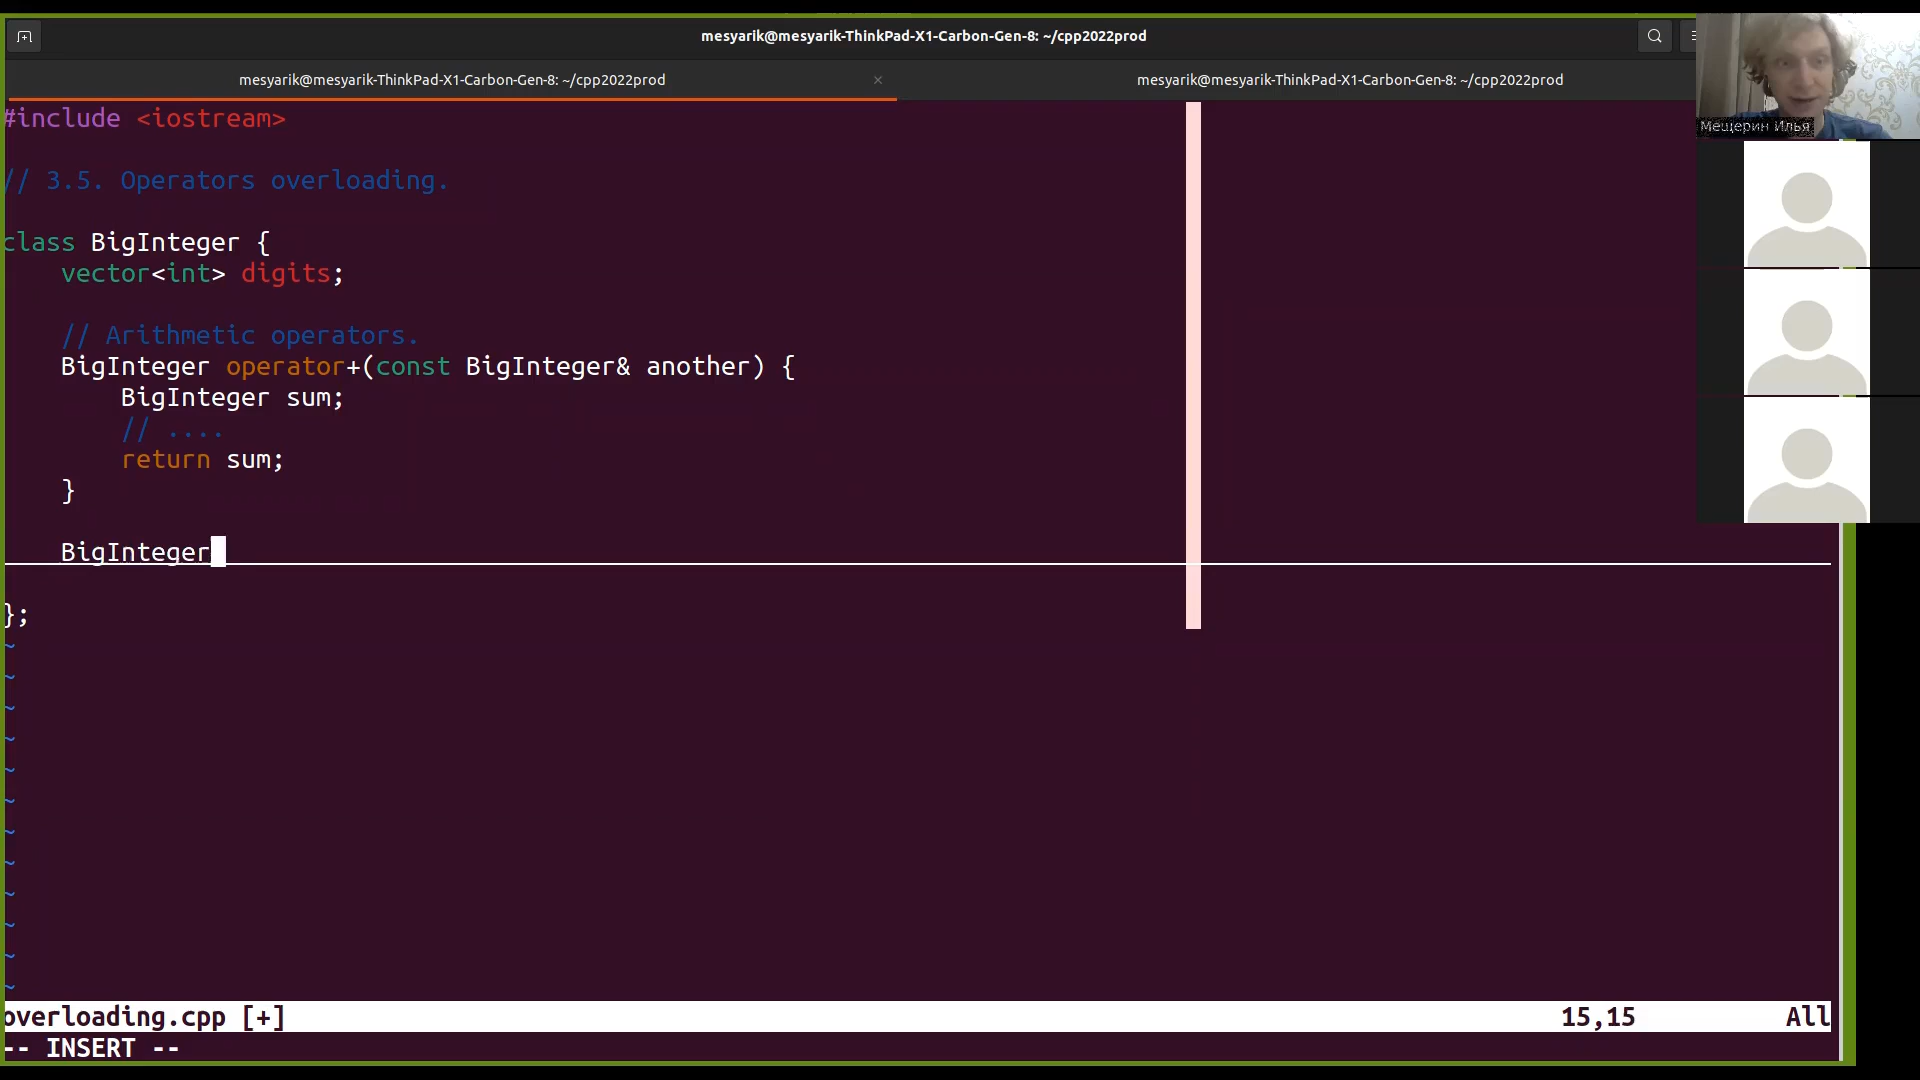 mesyarik@mesyarik-ThinkPad-X1-Carbon-Gen-8: ~/cpp2022prod
mesyarik@mesyarik-ThinkPad-X1-Carbon-Gen-8: ~/cpp2022prod × mesyarik@mesyarik-ThinkPad-X1-Carbon-Gen-8: ~/cpp2022prod
Мещерин Илья
#include <iostream>
// 3.5. Operators overloading.
class BigInteger {
vector<int> digits;
// Arithmetic operators.
BigInteger operator+(const BigInteger& another) {
BigInteger sum;
// ....
return sum;
}
BigInteger
};
~
~
~
~
~
~
~
~
~
~
~
~
overloading.cpp [+] 15,15 All
-- INSERT --